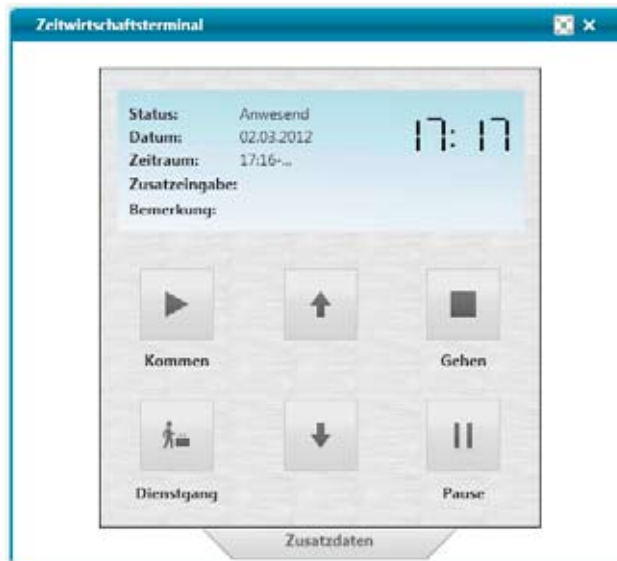 Zeitwirtschaftsterminal
Status: Anwesend
Datum: 02.03.2012
Zeitraum: 17:16-...
Zusatzeingabe:
Bemerkung:
17:17
Kommen
Gehen
Dienstgang
Pause
Zusatzdaten